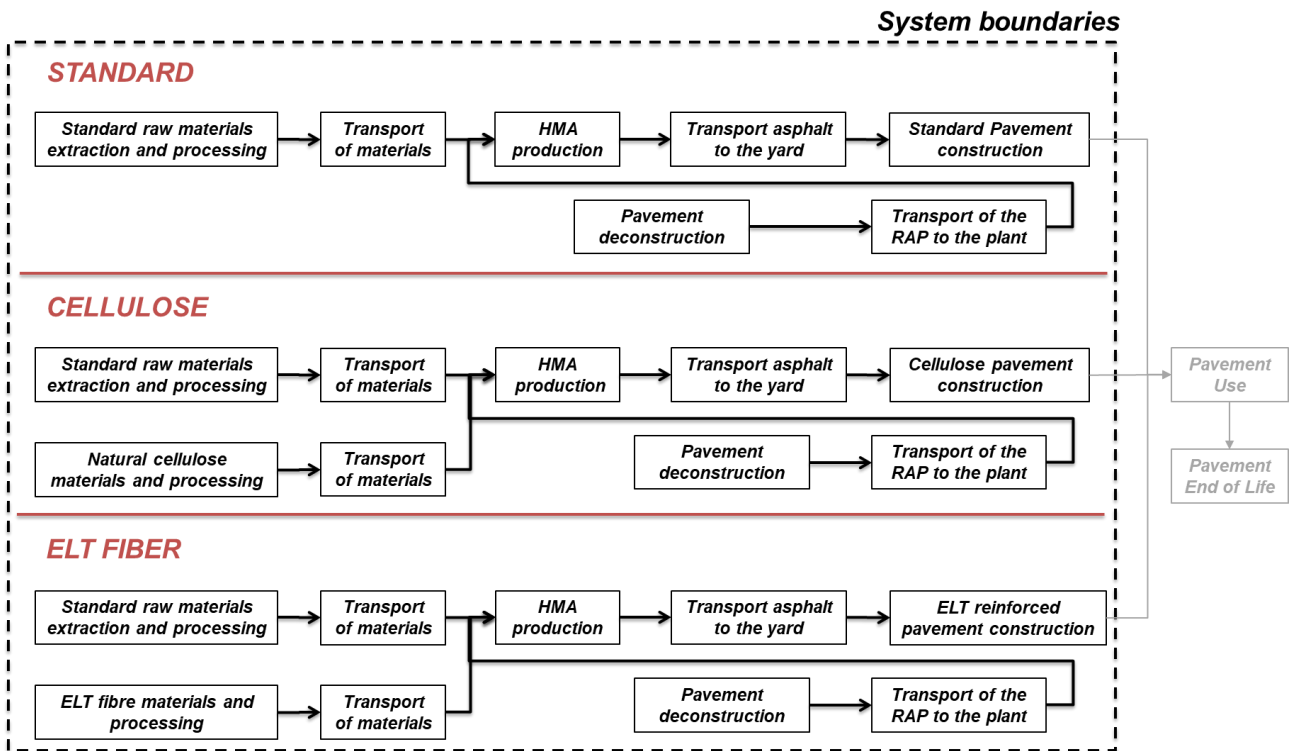 System boundaries
STANDARD
Standard raw materials
extraction and processing
Transport
of materials
HMA
production
Transport asphalt
to the yard
Standard Pavement
construction
Pavement
deconstruction
Transport of the
RAP to the plant
CELLULOSE
Standard raw materials
extraction and processing
Transport
of materials
HMA
production
Transport asphalt
to the yard
Cellulose pavement
construction
Pavement
Use
Natural cellulose
materials and processing
Transport
of materials
Pavement
deconstruction
Transport of the
RAP to the plant
Pavement
End of Life
ELT FIBER
Standard raw materials
extraction and processing
Transport
of materials
HMA
production
Transport asphalt
to the yard
ELT reinforced
pavement construction
ELT fibre materials and
processing
Transport
of materials
Pavement
deconstruction
Transport of the
RAP to the plant